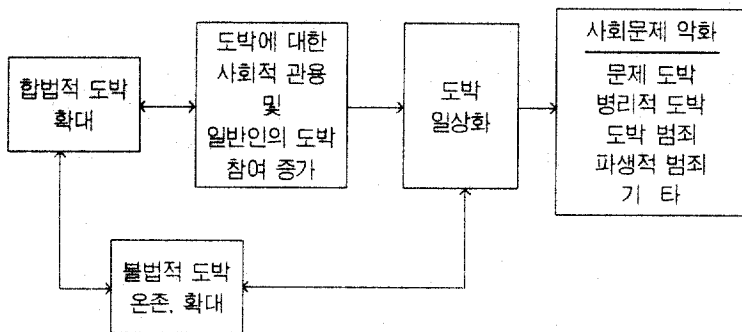 합법적 도박
확대
도박에 대한
사회적 관용
및
일반인의 도박
참여 증가
도박
일상화
사회문제 악화
문제 도박
병리적 도박
도박 범죄
파생적 범죄
기 타
불법적 도박
온존, 확대